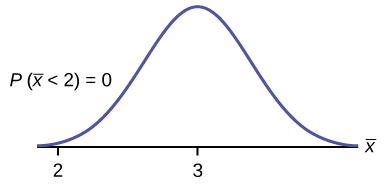 P (x̅ < 2) = 0
x̅
2 3